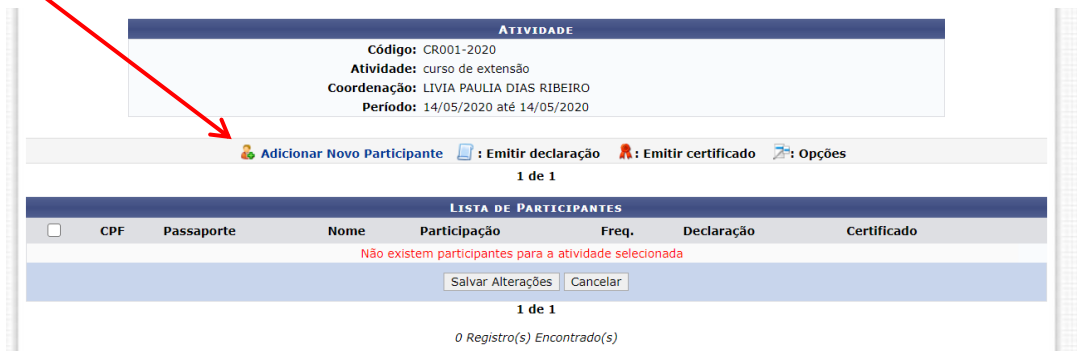 ATIVIDADE
Código: CR001-2020
Atividade: curso de extensão
Coordenação: LIVIA PAULIA DIAS RIBEIRO
Período: 14/05/2020 até 14/05/2020
Adicionar Novo Participante : Emitir declaração : Emitir certificado : Opções
1 de 1
LISTA DE PARTICIPANTES
CPF Passaporte Nome Participação Freq. Declaração Certificado
Não existem participantes para a atividade selecionada
Salvar Alterações Cancelar
1 de 1
0 Registro(s) Encontrado(s)